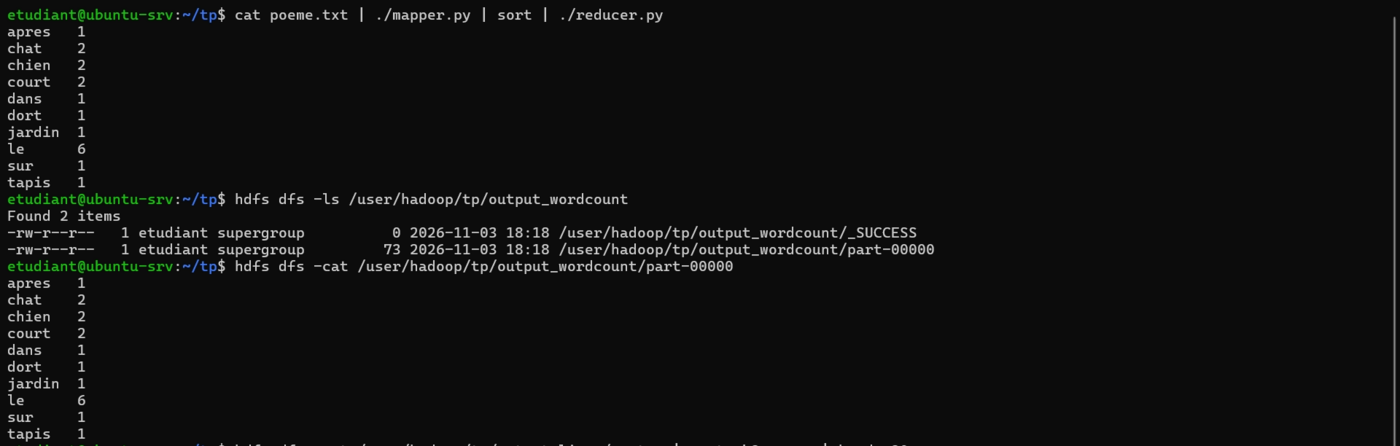 etudiant@ubuntu-srv:~/tp$ cat poeme.txt | ./mapper.py | sort | ./reducer.py
apres   1
chat    2
chien   2
court   2
dans    1
dort    1
jardin  1
le      6
sur     1
tapis   1
etudiant@ubuntu-srv:~/tp$ hdfs dfs -ls /user/hadoop/tp/output_wordcount
Found 2 items
-rw-r--r--   1 etudiant supergroup          0 2026-11-03 18:18 /user/hadoop/tp/output_wordcount/_SUCCESS
-rw-r--r--   1 etudiant supergroup         73 2026-11-03 18:18 /user/hadoop/tp/output_wordcount/part-00000
etudiant@ubuntu-srv:~/tp$ hdfs dfs -cat /user/hadoop/tp/output_wordcount/part-00000
apres   1
chat    2
chien   2
court   2
dans    1
dort    1
jardin  1
le      6
sur     1
tapis   1